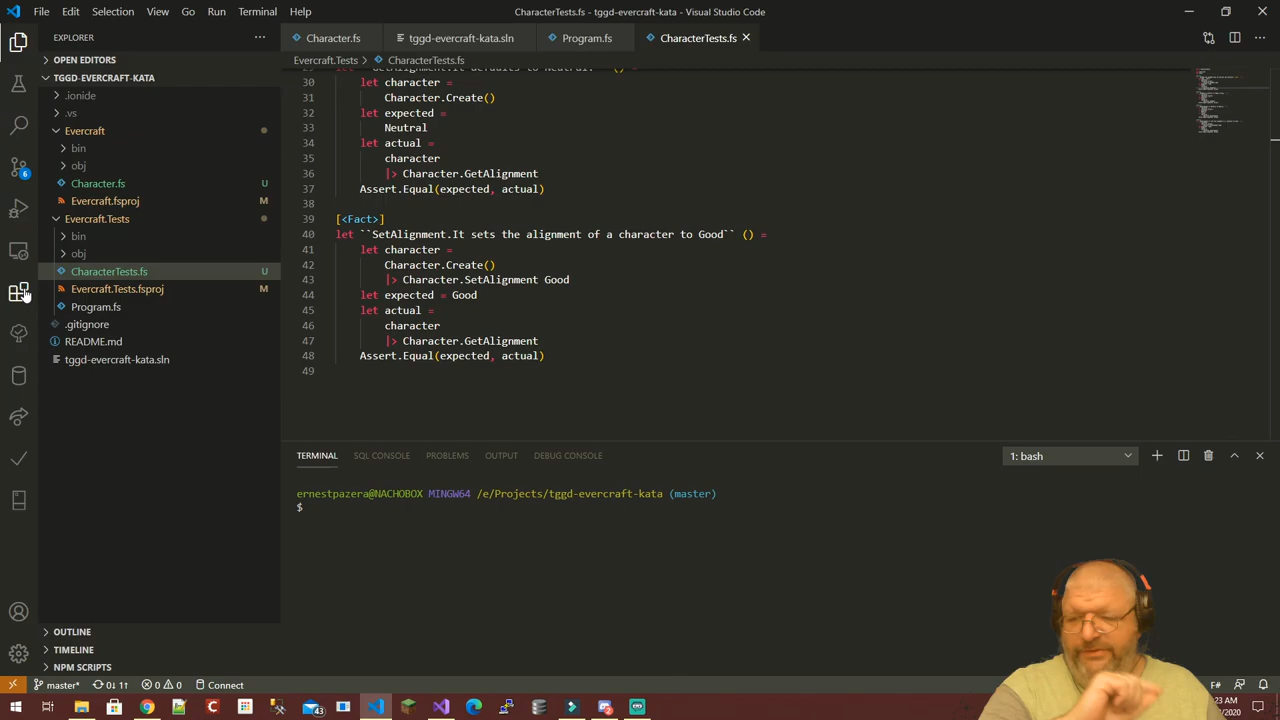 File Edit Selection View Go Run Terminal Help
CharacterTests.fs - tggd-evercraft-kata - Visual Studio Code
EXPLORER
Character.fs
tggd-evercraft-kata.sln
Program.fs
CharacterTests.fs
OPEN EDITORS
TGGD-EVERCRAFT-KATA
.ionide
.vs
Evercraft
bin
obj
Character.fs U
Evercraft.fsproj M
Evercraft.Tests
bin
obj
CharacterTests.fs U
Evercraft.Tests.fsproj M
Program.fs
.gitignore
README.md
tggd-evercraft-kata.sln
OUTLINE
TIMELINE
NPM SCRIPTS
6
Evercraft.Tests > CharacterTests.fs
30 let character =
31 Character.Create()
32 let expected =
33 Neutral
34 let actual =
35 character
36 |> Character.GetAlignment
37 Assert.Equal(expected, actual)
38
39 [<Fact>]
40 let ``SetAlignment.It sets the alignment of a character to Good`` () =
41 let character =
42 Character.Create()
43 |> Character.SetAlignment Good
44 let expected = Good
45 let actual =
46 character
47 |> Character.GetAlignment
48 Assert.Equal(expected, actual)
49
TERMINAL SQL CONSOLE PROBLEMS OUTPUT DEBUG CONSOLE
1: bash
ernestpazera@NACHOBOX MINGW64 /e/Projects/tggd-evercraft-kata (master)
$
master* 0↓ 1↑ 0 0 Connect
F#
43